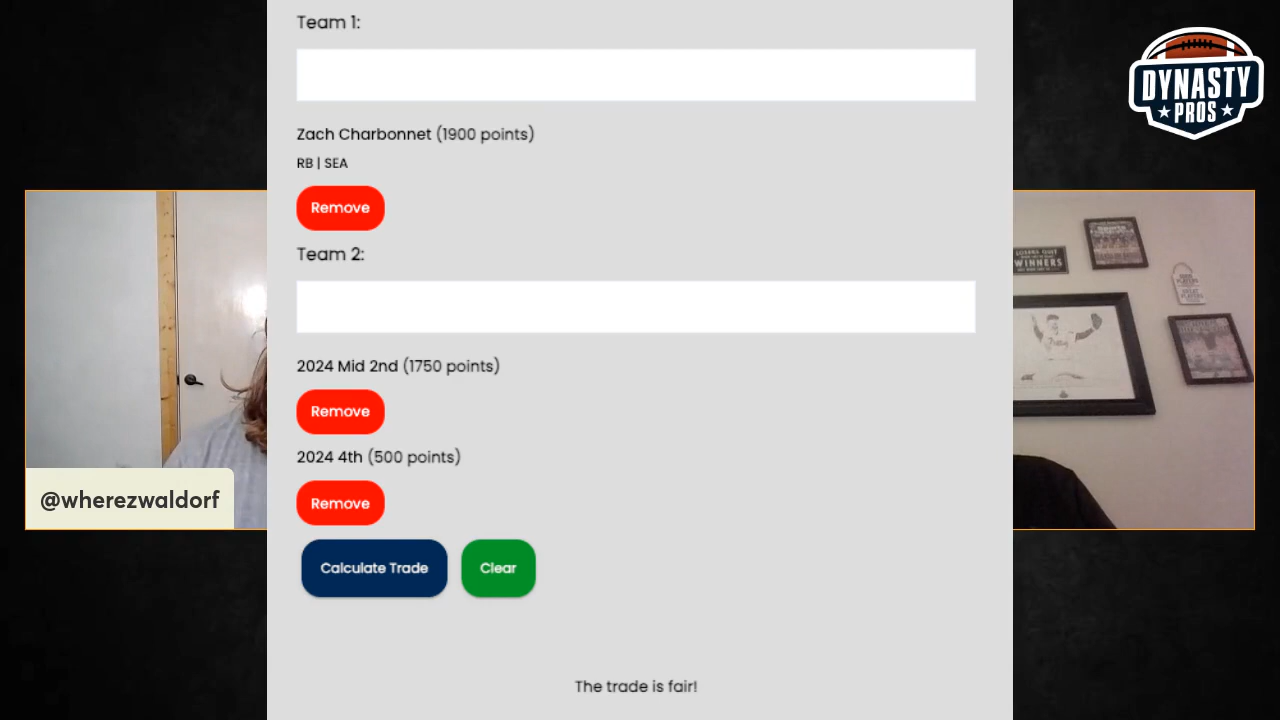 Team 1:
Zach Charbonnet (1900 points)
RB | SEA
Remove
Team 2:
2024 Mid 2nd (1750 points)
Remove
2024 4th (500 points)
Remove
Calculate Trade
Clear
The trade is fair!
@wherezwaldorf
DYNASTY
PROS
WINNERS